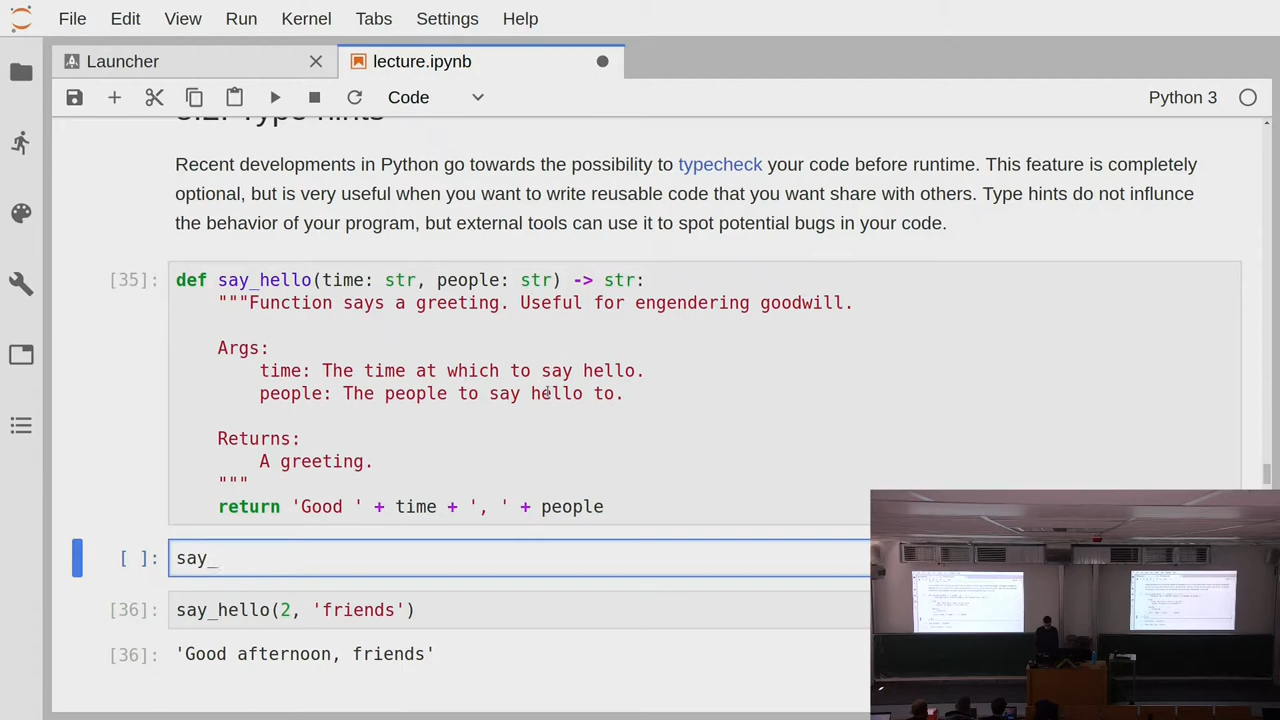 File Edit View Run Kernel Tabs Settings Help
Launcher
lecture.ipynb
Code
Python 3
Type hints
Recent developments in Python go towards the possibility to typecheck your code before runtime. This feature is completely
optional, but is very useful when you want to write reusable code that you want share with others. Type hints do not influnce
the behavior of your program, but external tools can use it to spot potential bugs in your code.
[35]: def say_hello(time: str, people: str) -> str:
"""Function says a greeting. Useful for engendering goodwill.
Args:
time: The time at which to say hello.
people: The people to say hello to.
Returns:
A greeting.
"""
return 'Good ' + time + ', ' + people
[ ]: say_
[36]: say_hello(2, 'friends')
[36]: 'Good afternoon, friends'